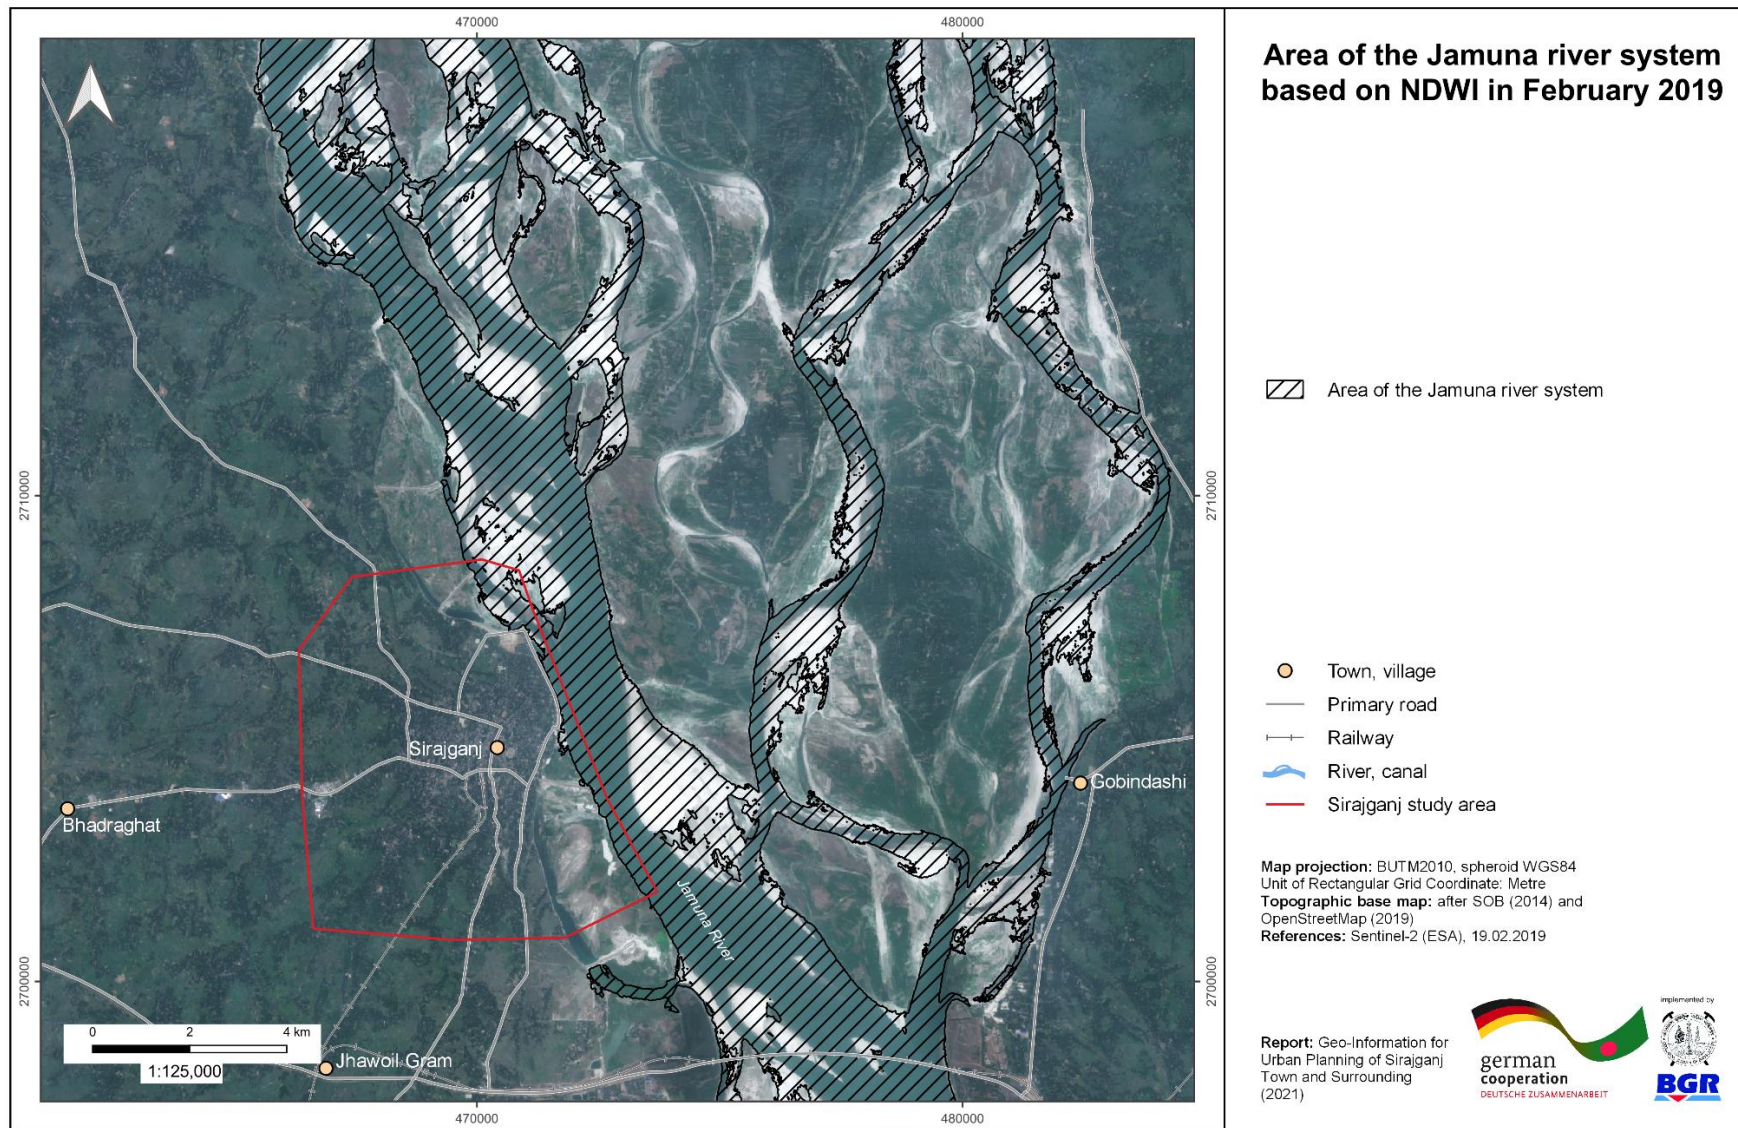 470000
480000
2710000
2710000
2700000
2700000
Sirajganj
Bhadraghat
Gobindashi
Jamuna River
Jhawoil Gram
0 2 4 km
1:125,000
470000
480000
Area of the Jamuna river system
based on NDWI in February 2019
Area of the Jamuna river system
Town, village
Primary road
Railway
River, canal
Sirajganj study area
Map projection: BUTM2010, spheroid WGS84
Unit of Rectangular Grid Coordinate: Metre
Topographic base map: after SOB (2014) and
OpenStreetMap (2019)
References: Sentinel-2 (ESA), 19.02.2019
Report: Geo-Information for
Urban Planning of Sirajganj
Town and Surrounding
(2021)
german
cooperation
DEUTSCHE ZUSAMMENARBEIT
implemented by
BGR